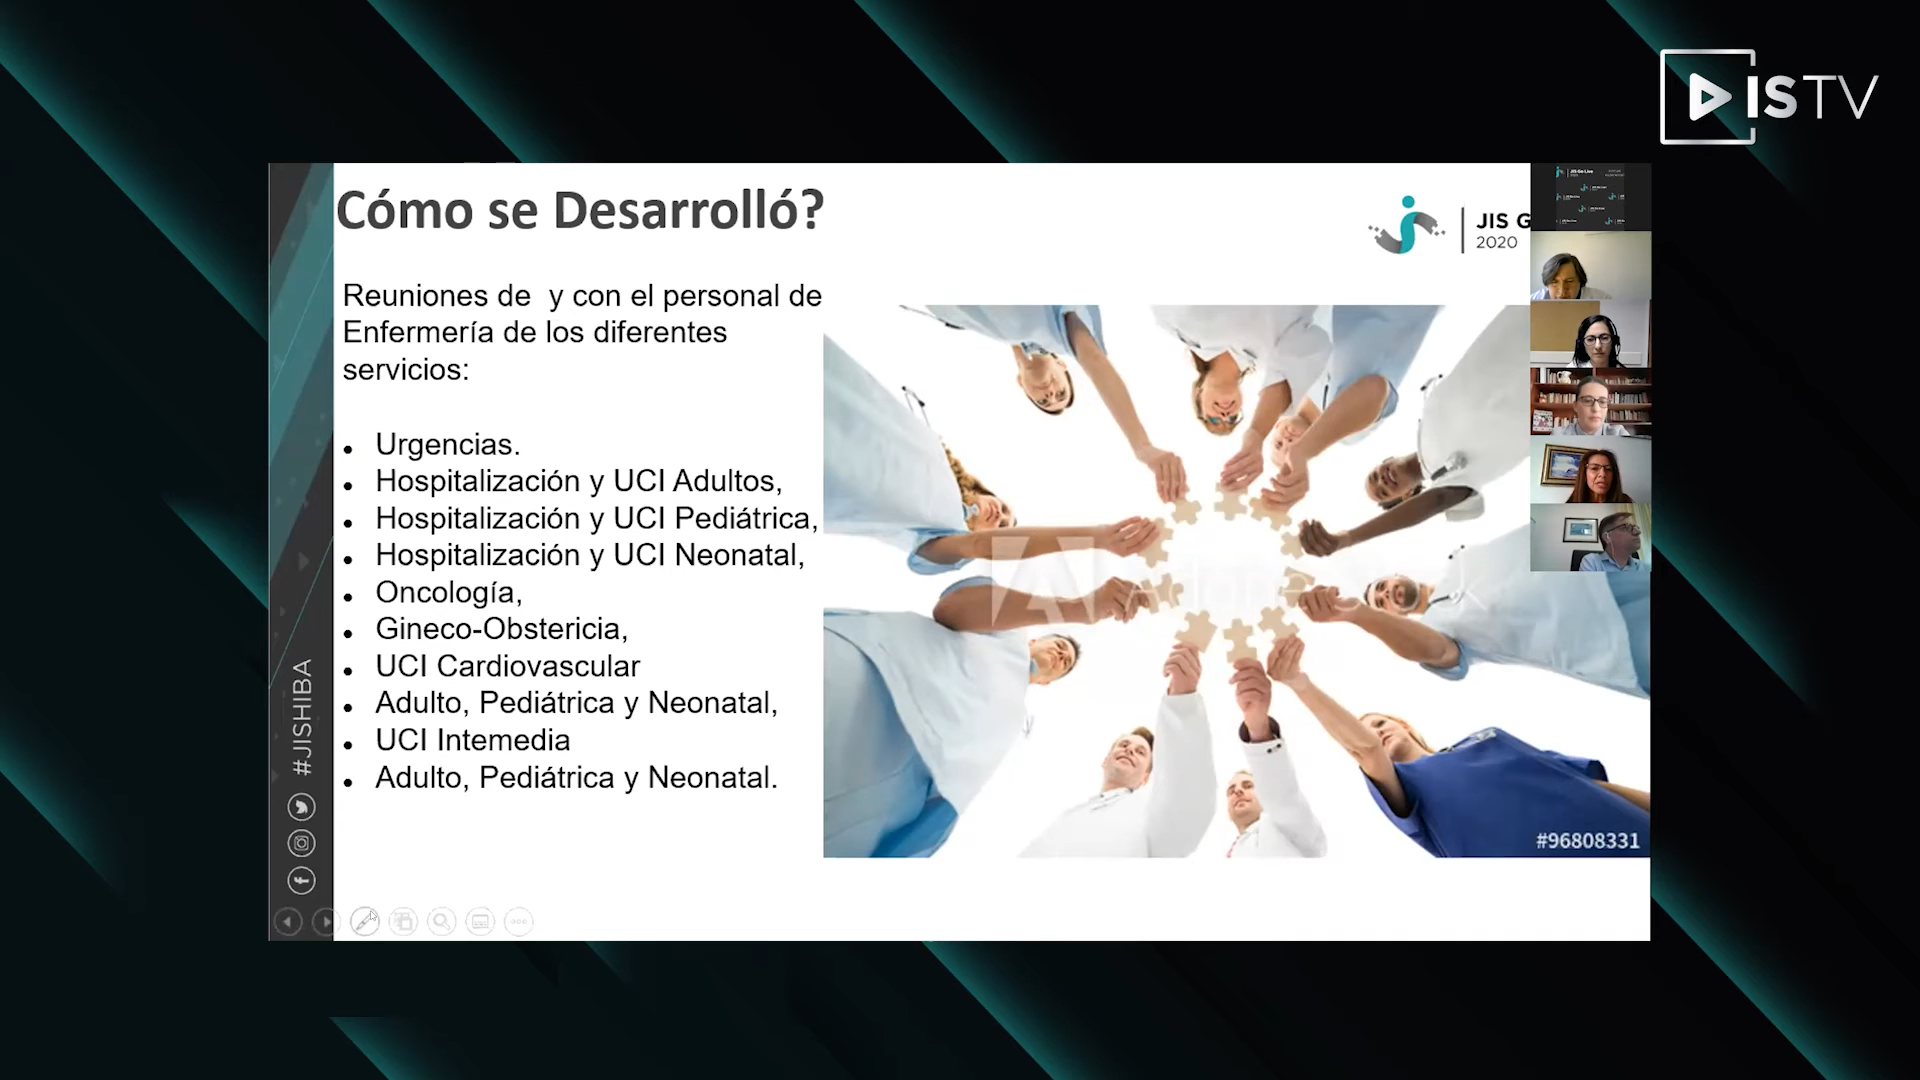 ISTV
Cómo se Desarrolló?
JIS G
2020
Reuniones de  y con el personal de
Enfermería de los diferentes
servicios:
Urgencias.
Hospitalización y UCI Adultos,
Hospitalización y UCI Pediátrica,
Hospitalización y UCI Neonatal,
Oncología,
Gineco-Obstericia,
UCI Cardiovascular
Adulto, Pediátrica y Neonatal,
UCI Intemedia
Adulto, Pediátrica y Neonatal.
#JISHIBA
Adobe Stock
#96808331